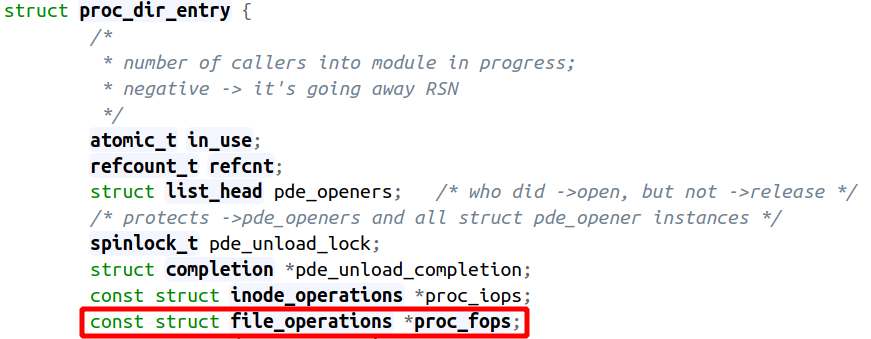 struct proc_dir_entry {
/*
* number of callers into module in progress;
* negative -> it's going away RSN
*/
atomic_t in_use;
refcount_t refcnt;
struct list_head pde_openers; /* who did ->open, but not ->release */
/* protects ->pde_openers and all struct pde_opener instances */
spinlock_t pde_unload_lock;
struct completion *pde_unload_completion;
const struct inode_operations *proc_iops;
const struct file_operations *proc_fops;